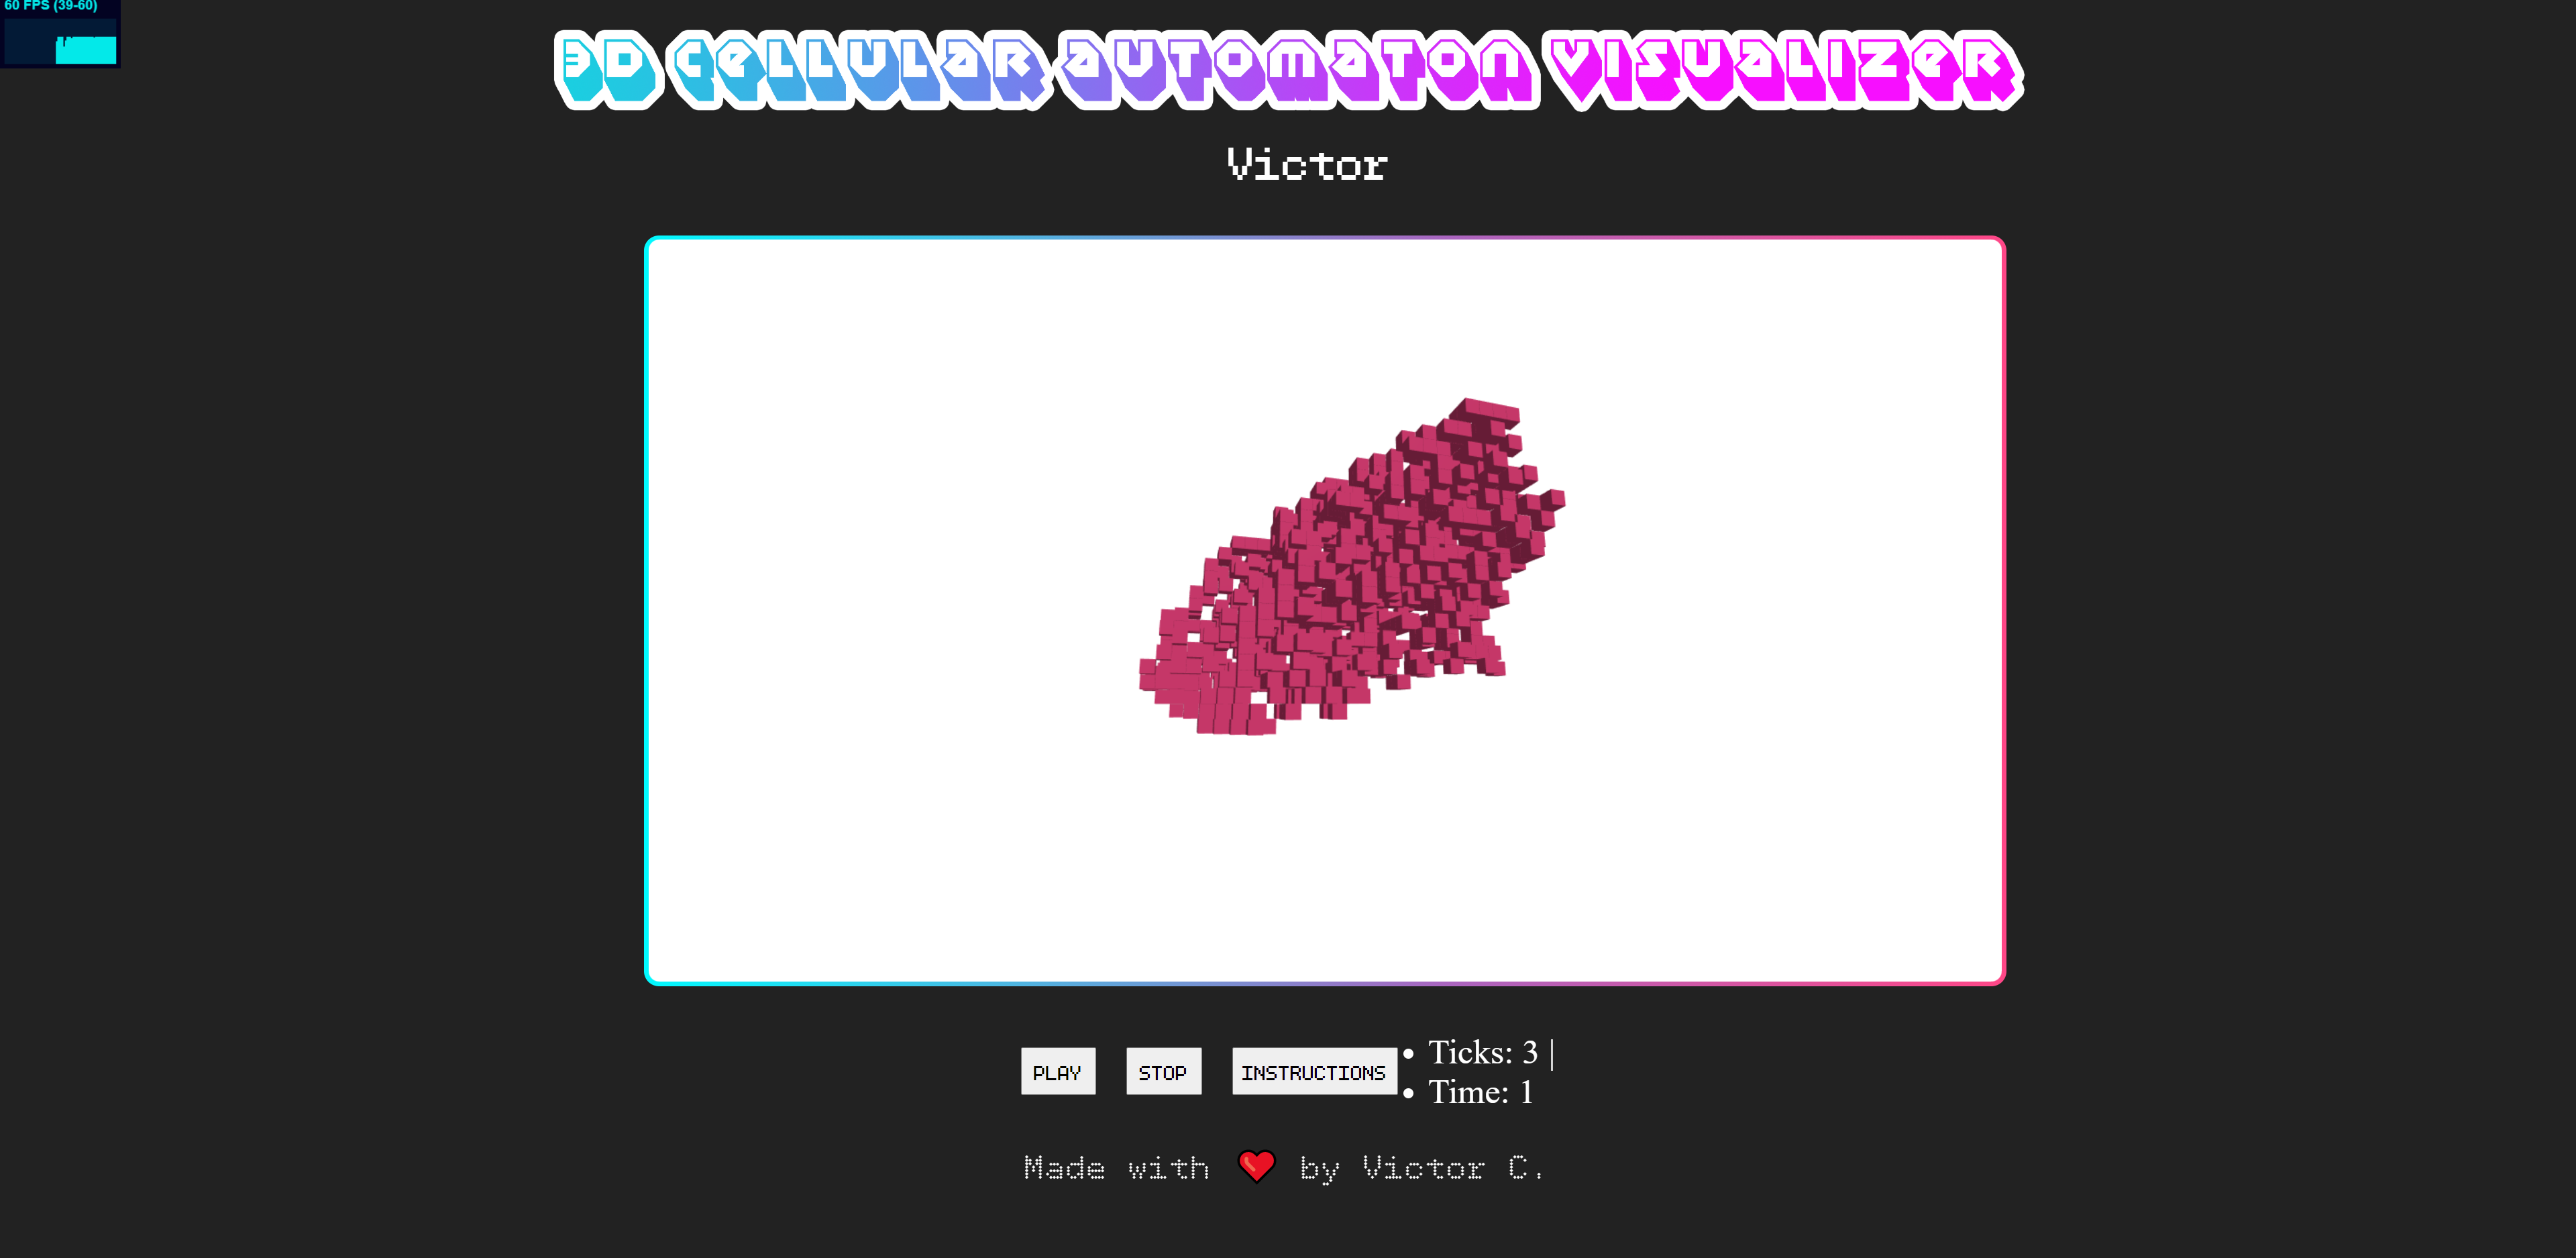 60 FPS (39-60)
3D CELLULAR AUTOMATON VISUALIZER
Victor
PLAY STOP INSTRUCTIONS
• Ticks: 3 |
• Time: 1
Made with ❤ by Victor C.